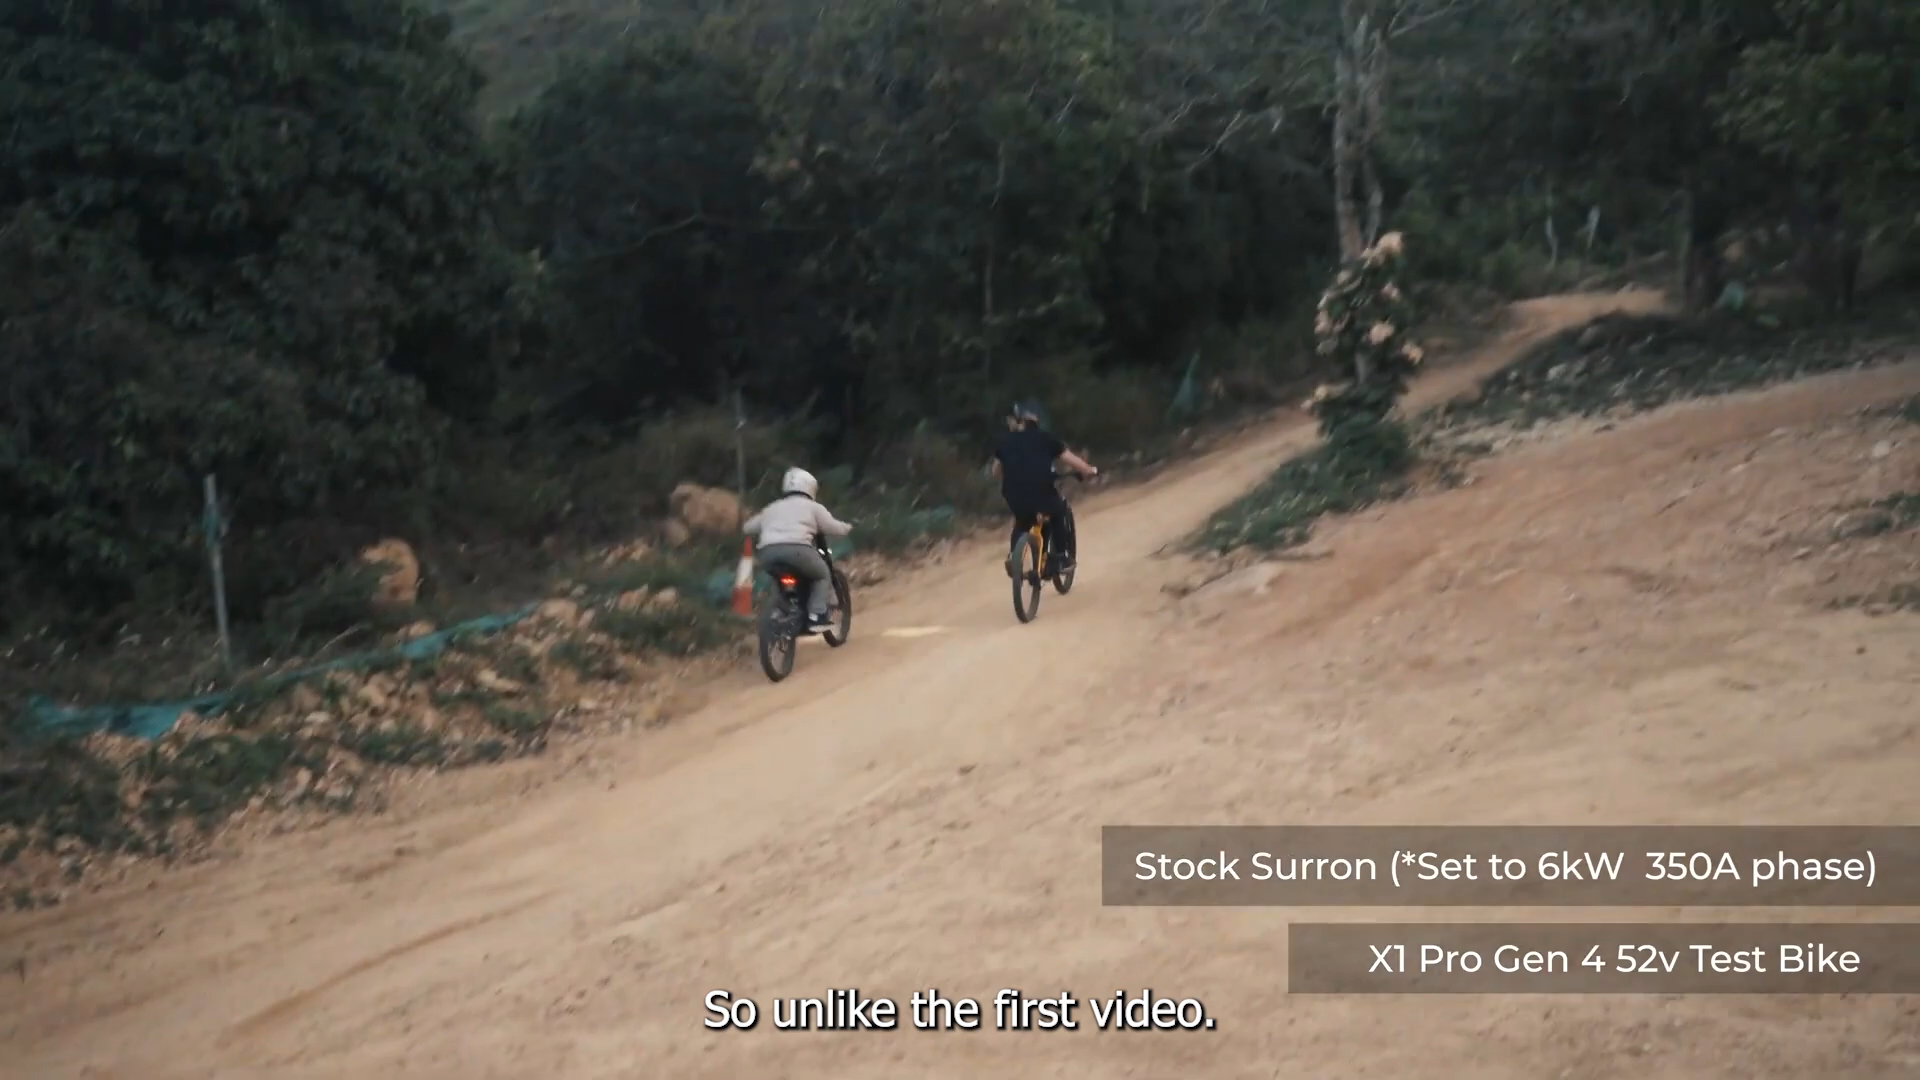 Stock Surron (*Set to 6kW 350A phase)
X1 Pro Gen 4 52v Test Bike
So unlike the first video.